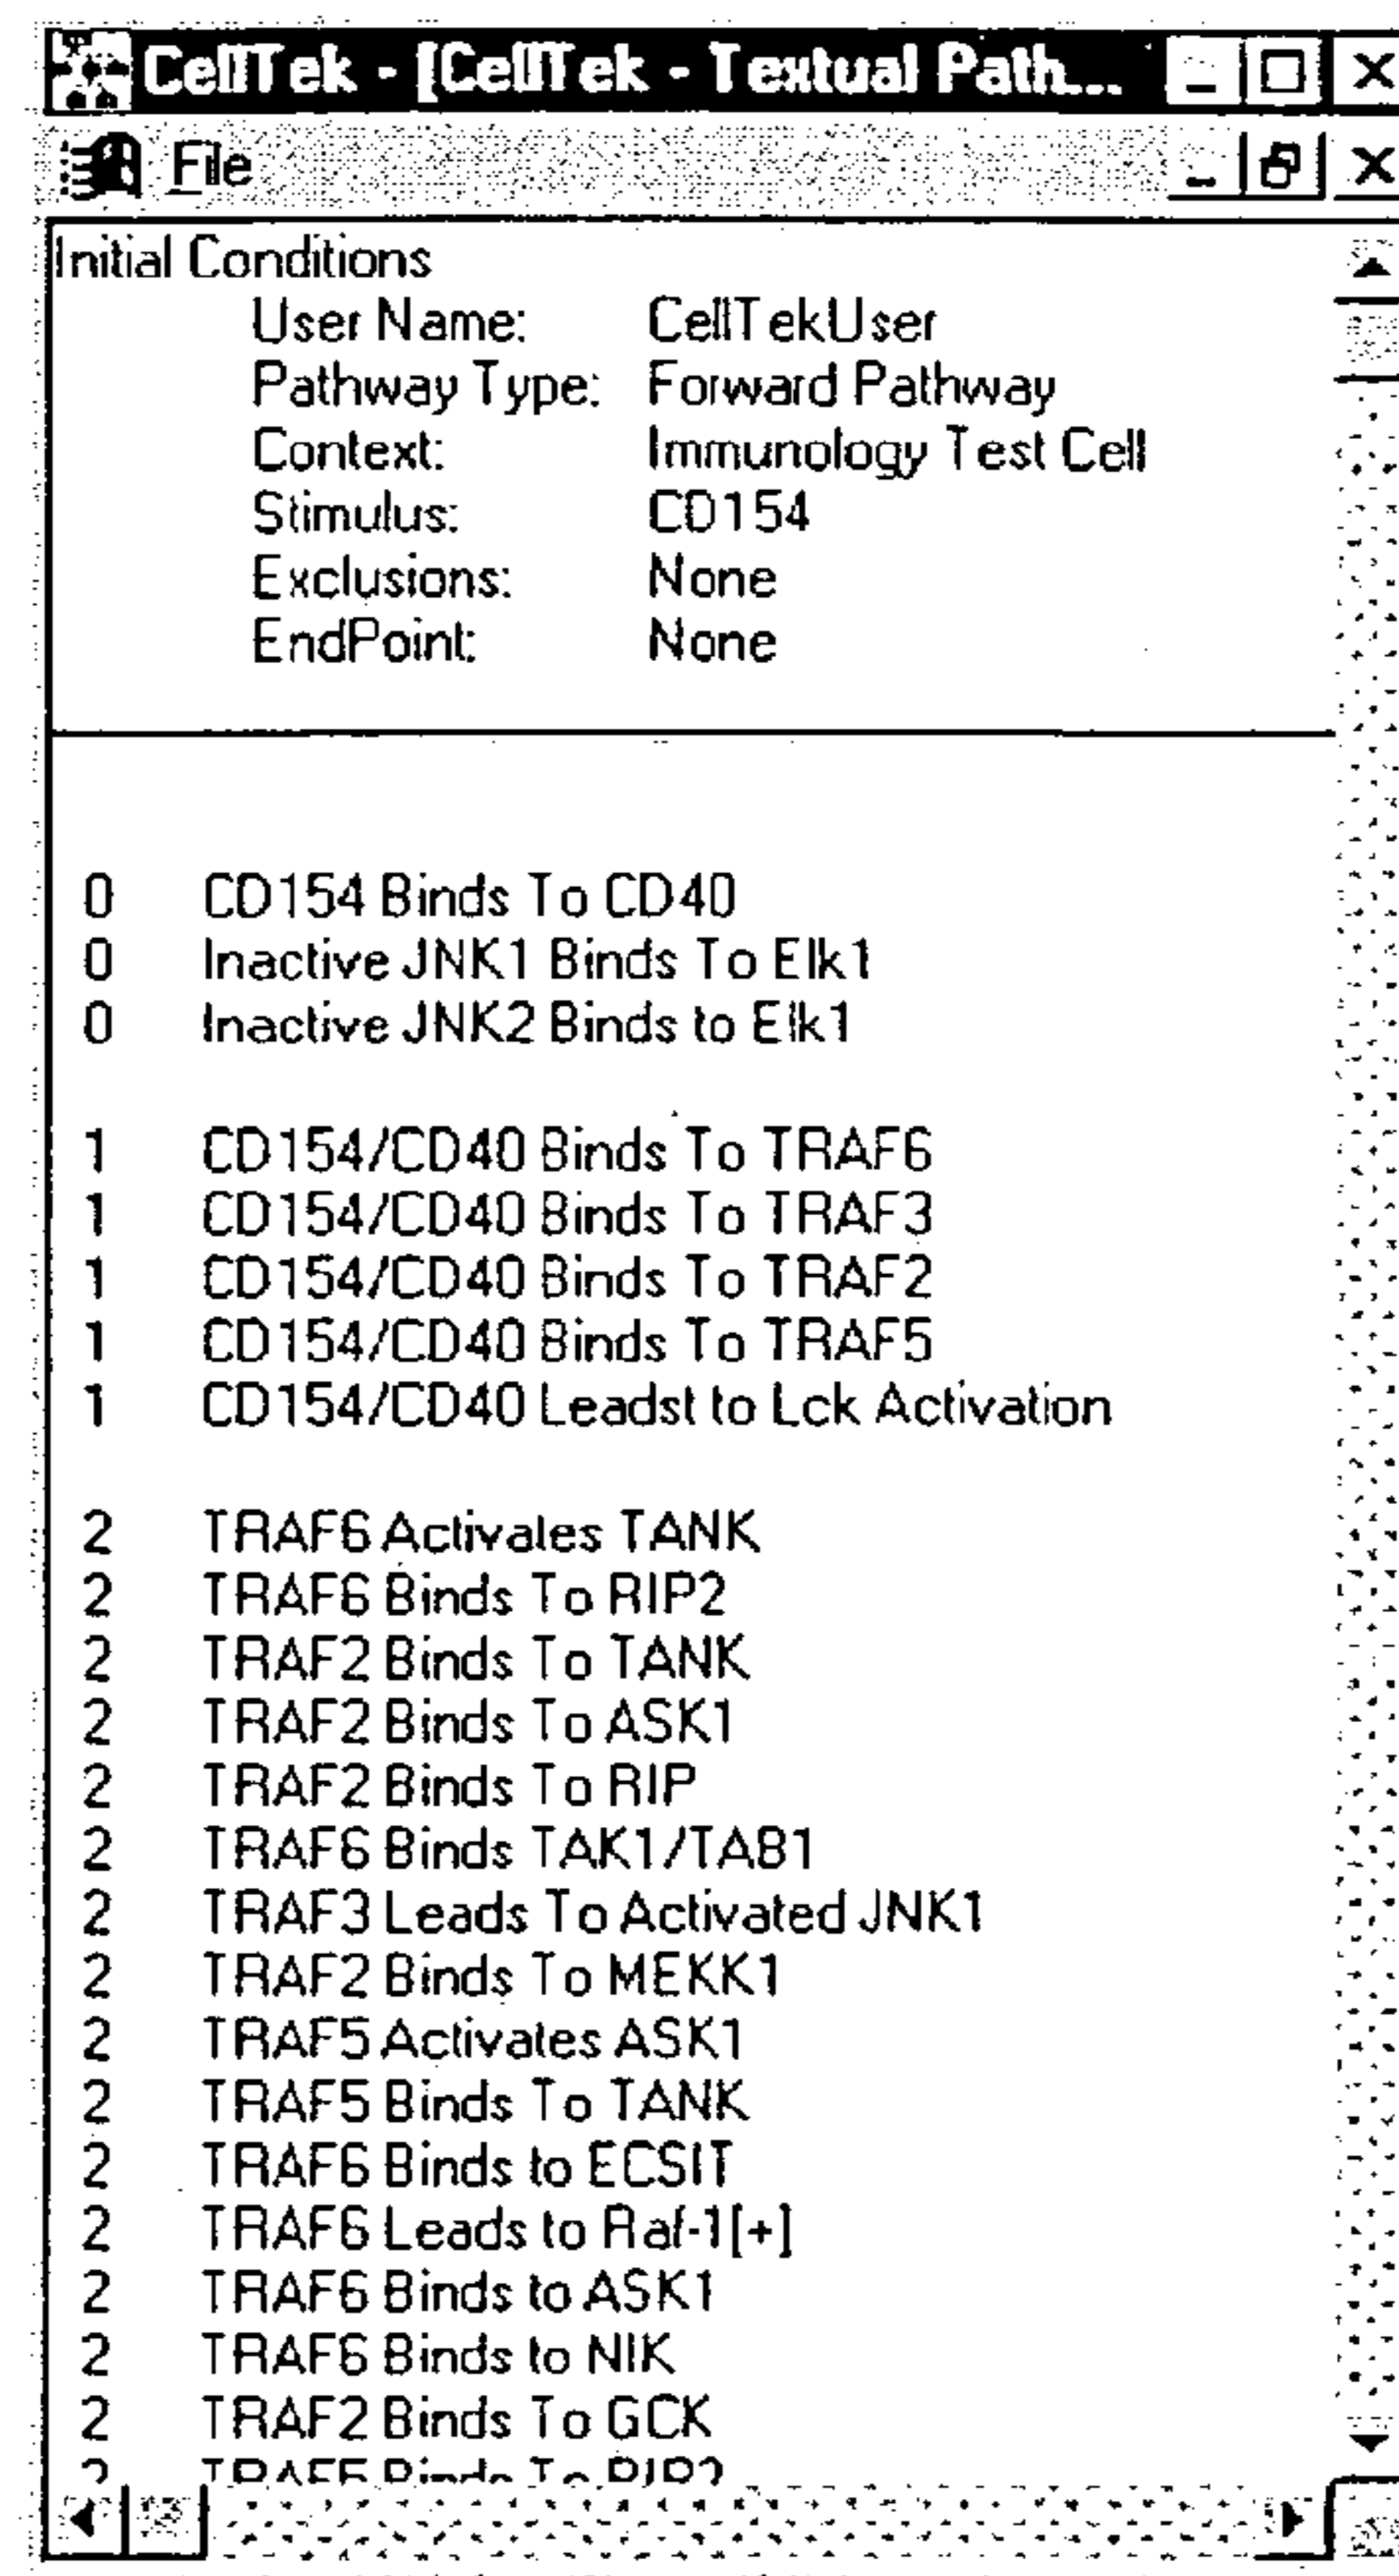 CellTek - [CellTek - Textual Path...
File
Initial Conditions
User Name: CellTekUser
Pathway Type: Forward Pathway
Context: Immunology Test Cell
Stimulus: CD154
Exclusions: None
EndPoint: None
0 CD154 Binds To CD40
0 Inactive JNK1 Binds To Elk1
0 Inactive JNK2 Binds to Elk1
1 CD154/CD40 Binds To TRAF6
1 CD154/CD40 Binds To TRAF3
1 CD154/CD40 Binds To TRAF2
1 CD154/CD40 Binds To TRAF5
1 CD154/CD40 Leadst to Lck Activation
2 TRAF6 Activates TANK
2 TRAF6 Binds To RIP2
2 TRAF2 Binds To TANK
2 TRAF2 Binds To ASK1
2 TRAF2 Binds To RIP
2 TRAF6 Binds TAK1/TAB1
2 TRAF3 Leads To Activated JNK1
2 TRAF2 Binds To MEKK1
2 TRAF5 Activates ASK1
2 TRAF5 Binds To TANK
2 TRAF6 Binds to ECSIT
2 TRAF6 Leads to Raf-1[+]
2 TRAF6 Binds to ASK1
2 TRAF6 Binds to NIK
2 TRAF2 Binds To GCK
2 Binds To